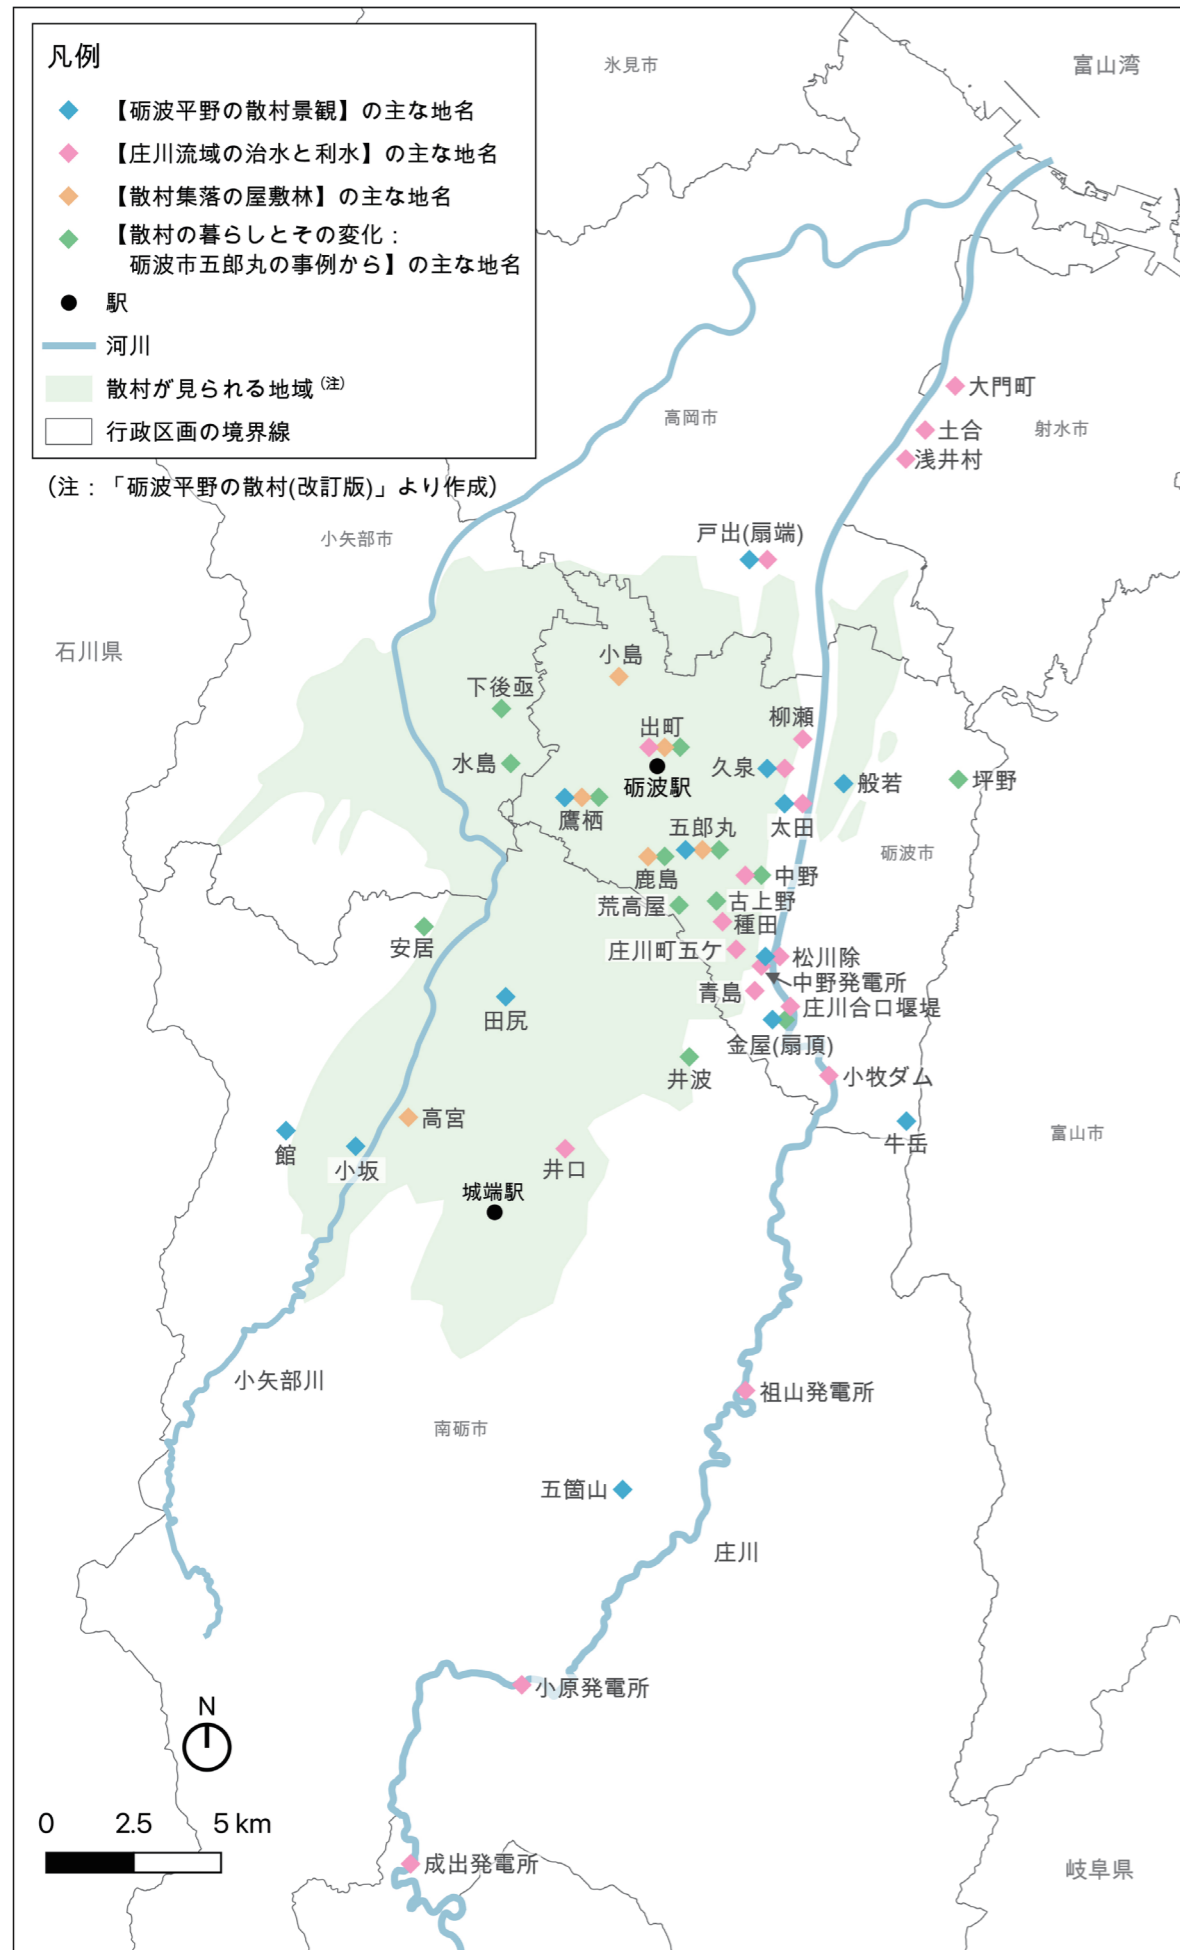 凡例
【砺波平野の散村景観】の主な地名
【庄川流域の治水と利水】の主な地名
【散村集落の屋敷林】の主な地名
【散村の暮らしとその変化：
砺波市五郎丸の事例から】の主な地名
駅
河川
散村が見られる地域(注)
行政区画の境界線
（注：「砺波平野の散村(改訂版)」より作成）
氷見市
富山湾
高岡市
大門町
土合
射水市
浅井村
小矢部市
戸出(扇端)
石川県
小島
下後亟
柳瀬
出町
水島
久泉
砺波駅
般若
坪野
鷹栖
太田
五郎丸
砺波市
鹿島
中野
荒高屋
古上野
種田
安居
庄川町五ケ
松川除
中野発電所
青島
庄川合口堰堤
田尻
金屋(扇頂)
井波
小牧ダム
高宮
館
小坂
井口
牛岳
富山市
城端駅
小矢部川
祖山発電所
南砺市
五箇山
庄川
小原発電所
N
0 2.5 5 km
成出発電所
岐阜県